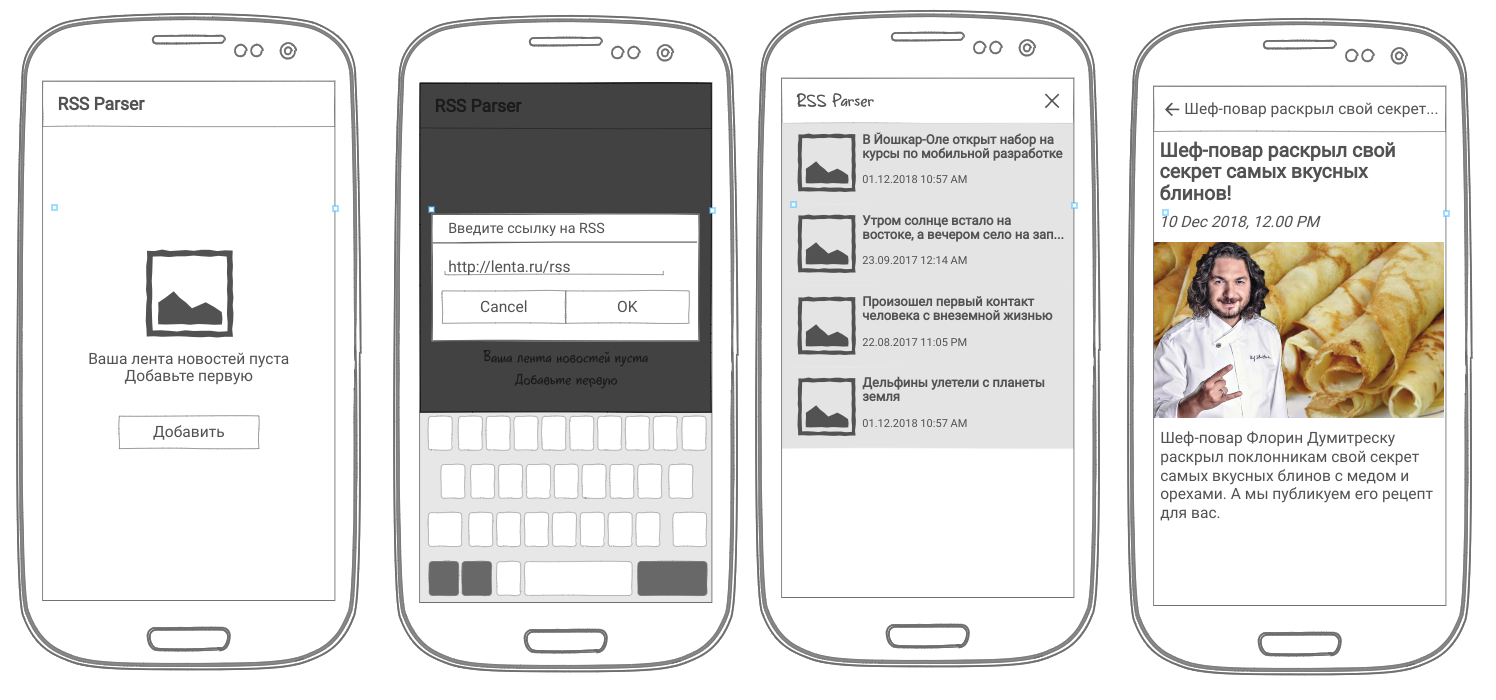 RSS Parser
Ваша лента новостей пуста
Добавьте первую
Добавить
RSS Parser
Введите ссылку на RSS
http://lenta.ru/rss
Cancel
OK
Ваша лента новостей пуста
Добавьте первую
RSS Parser
В Йошкар-Оле открыт набор на
курсы по мобильной разработке
01.12.2018 10:57 AM
Утром солнце встало на
востоке, а вечером село на зап...
23.09.2017 12:14 AM
Произошел первый контакт
человека с внеземной жизнью
22.08.2017 11:05 PM
Дельфины улетели с планеты
земля
01.12.2018 10:57 AM
Шеф-повар раскрыл свой секрет...
Шеф-повар раскрыл свой
секрет самых вкусных
блинов!
10 Dec 2018, 12.00 PM
Шеф-повар Флорин Думитреску
раскрыл поклонникам свой секрет
самых вкусных блинов с медом и
орехами. А мы публикуем его рецепт
для вас.